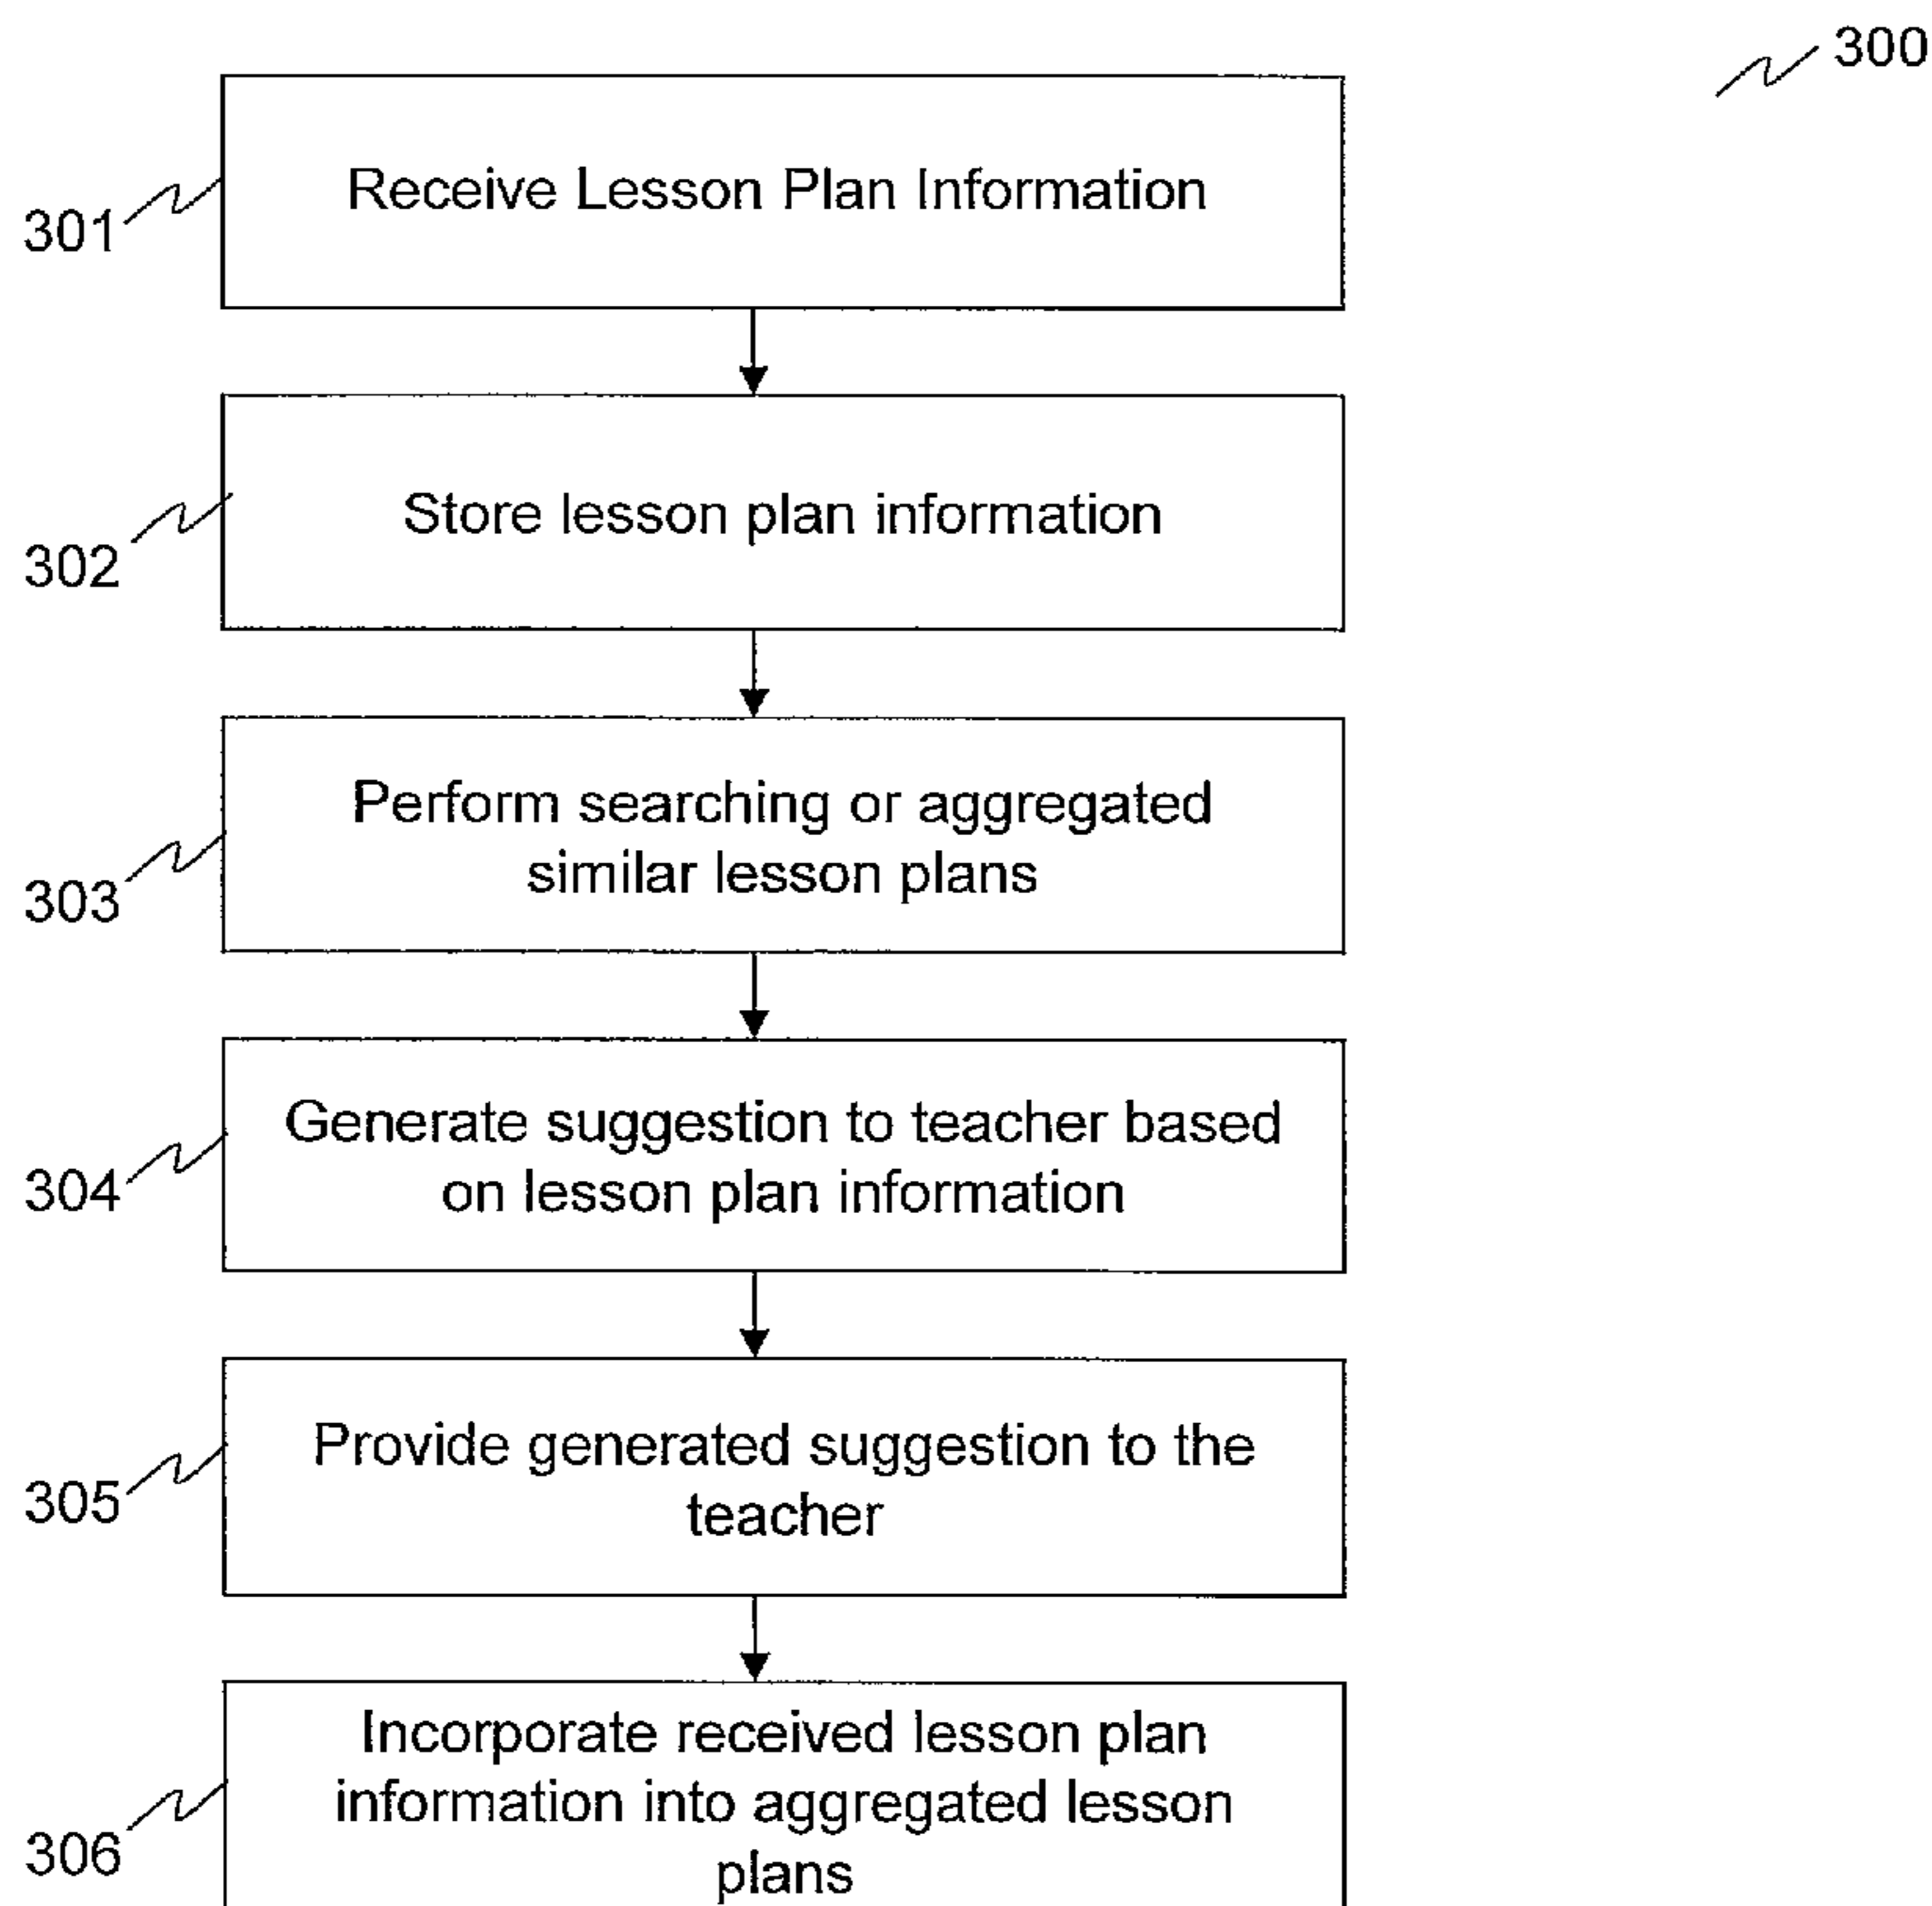 300
Receive Lesson Plan Information
301
Store lesson plan information
302
Perform searching or aggregated
similar lesson plans
303
Generate suggestion to teacher based
on lesson plan information
304
Provide generated suggestion to the
teacher
305
Incorporate received lesson plan
information into aggregated lesson
plans
306